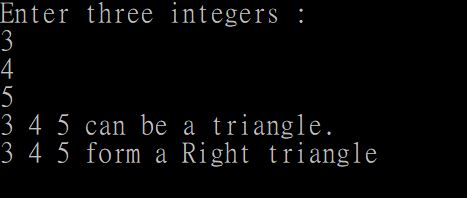 Enter three integers :
3
4
5
3 4 5 can be a triangle.
3 4 5 form a Right triangle